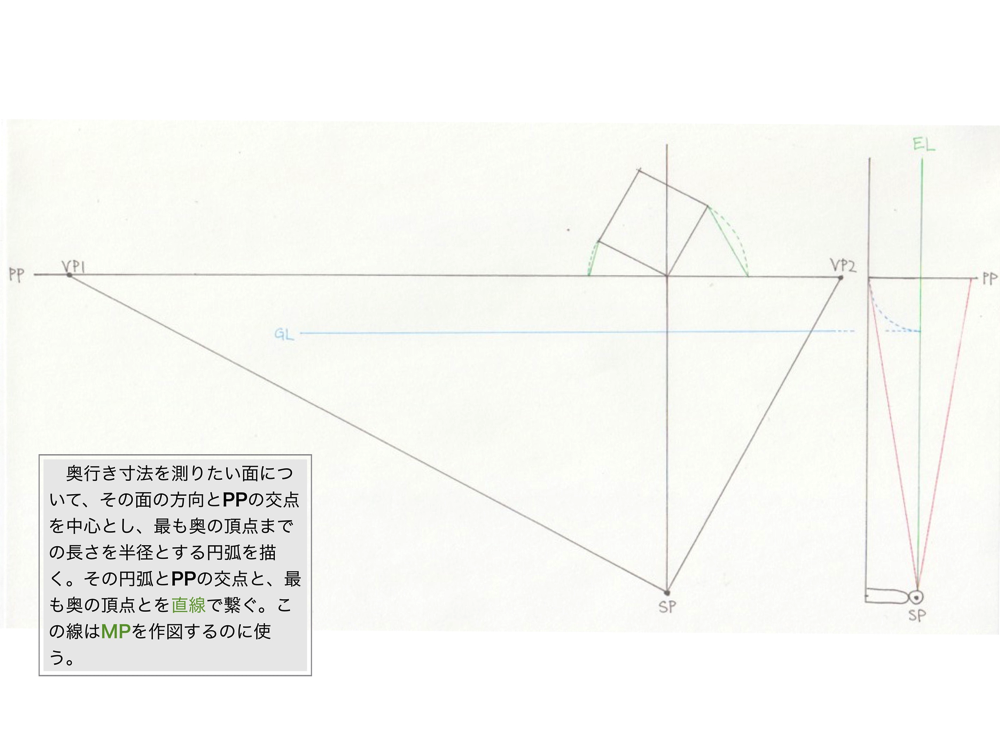 EL
PP
VP1
VP2
PP
GL
SP
SP
　奥行き寸法を測りたい面につ
いて、その面の方向とPPの交点
を中心とし、最も奥の頂点まで
の長さを半径とする円弧を描
く。その円弧とPPの交点と、最
も奥の頂点とを直線で繋ぐ。こ
の線はMPを作図するのに使
う。